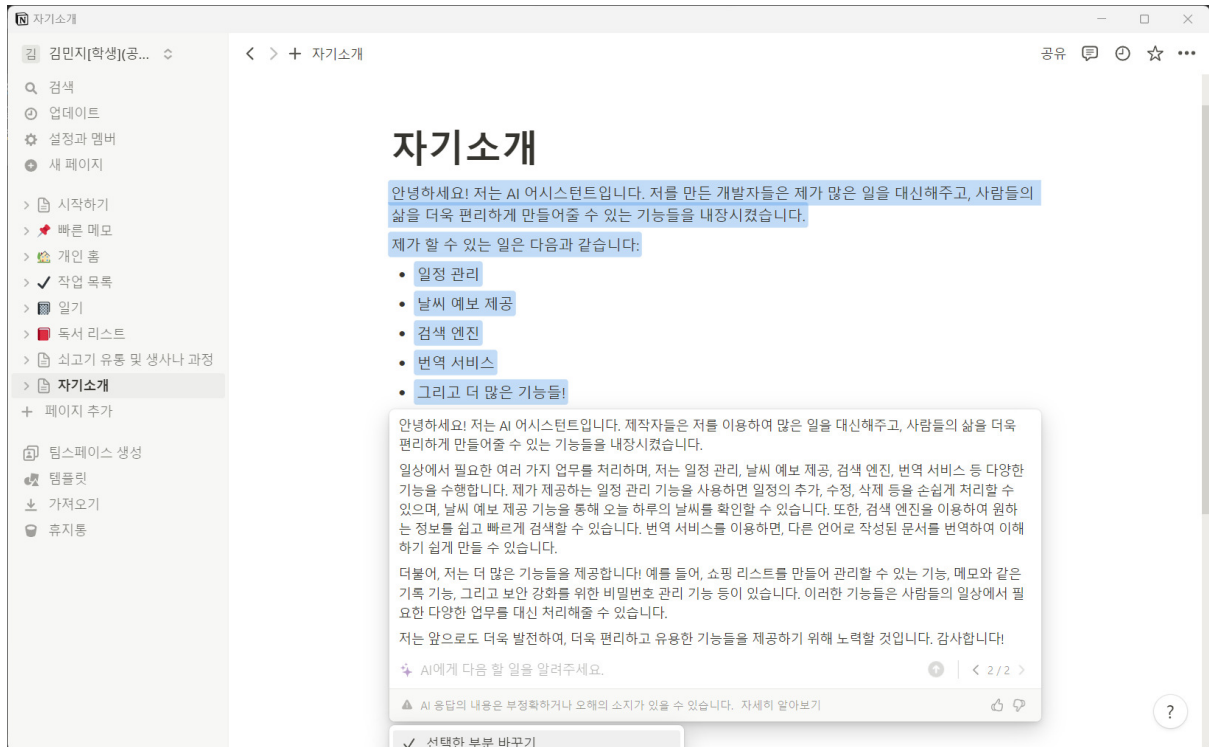 자기소개
김 김민지[학생](공...
검색
업데이트
설정과 멤버
새 페이지
시작하기
빠른 메모
개인 홈
작업 목록
일기
독서 리스트
쇠고기 유통 및 생사나 과정
자기소개
페이지 추가
팀스페이스 생성
템플릿
가져오기
휴지통
자기소개
공유
자기소개
안녕하세요! 저는 AI 어시스턴트입니다. 저를 만든 개발자들은 제가 많은 일을 대신해주고, 사람들의
삶을 더욱 편리하게 만들어줄 수 있는 기능들을 내장시켰습니다.
제가 할 수 있는 일은 다음과 같습니다:
• 일정 관리
• 날씨 예보 제공
• 검색 엔진
• 번역 서비스
• 그리고 더 많은 기능들!
안녕하세요! 저는 AI 어시스턴트입니다. 제작자들은 저를 이용하여 많은 일을 대신해주고, 사람들의 삶을 더욱
편리하게 만들어줄 수 있는 기능들을 내장시켰습니다.
일상에서 필요한 여러 가지 업무를 처리하며, 저는 일정 관리, 날씨 예보 제공, 검색 엔진, 번역 서비스 등 다양한
기능을 수행합니다. 제가 제공하는 일정 관리 기능을 사용하면 일정의 추가, 수정, 삭제 등을 손쉽게 처리할 수
있으며, 날씨 예보 제공 기능을 통해 오늘 하루의 날씨를 확인할 수 있습니다. 또한, 검색 엔진을 이용하여 원하
는 정보를 쉽고 빠르게 검색할 수 있습니다. 번역 서비스를 이용하면, 다른 언어로 작성된 문서를 번역하여 이해
하기 쉽게 만들 수 있습니다.
더불어, 저는 더 많은 기능들을 제공합니다! 예를 들어, 쇼핑 리스트를 만들어 관리할 수 있는 기능, 메모와 같은
기록 기능, 그리고 보안 강화를 위한 비밀번호 관리 기능 등이 있습니다. 이러한 기능들은 사람들의 일상에서 필
요한 다양한 업무를 대신 처리해줄 수 있습니다.
저는 앞으로도 더욱 발전하여, 더욱 편리하고 유용한 기능들을 제공하기 위해 노력할 것입니다. 감사합니다!
AI에게 다음 할 일을 알려주세요.
2/2
AI 응답의 내용은 부정확하거나 오해의 소지가 있을 수 있습니다. 자세히 알아보기
?
선택한 부분 바꾸기